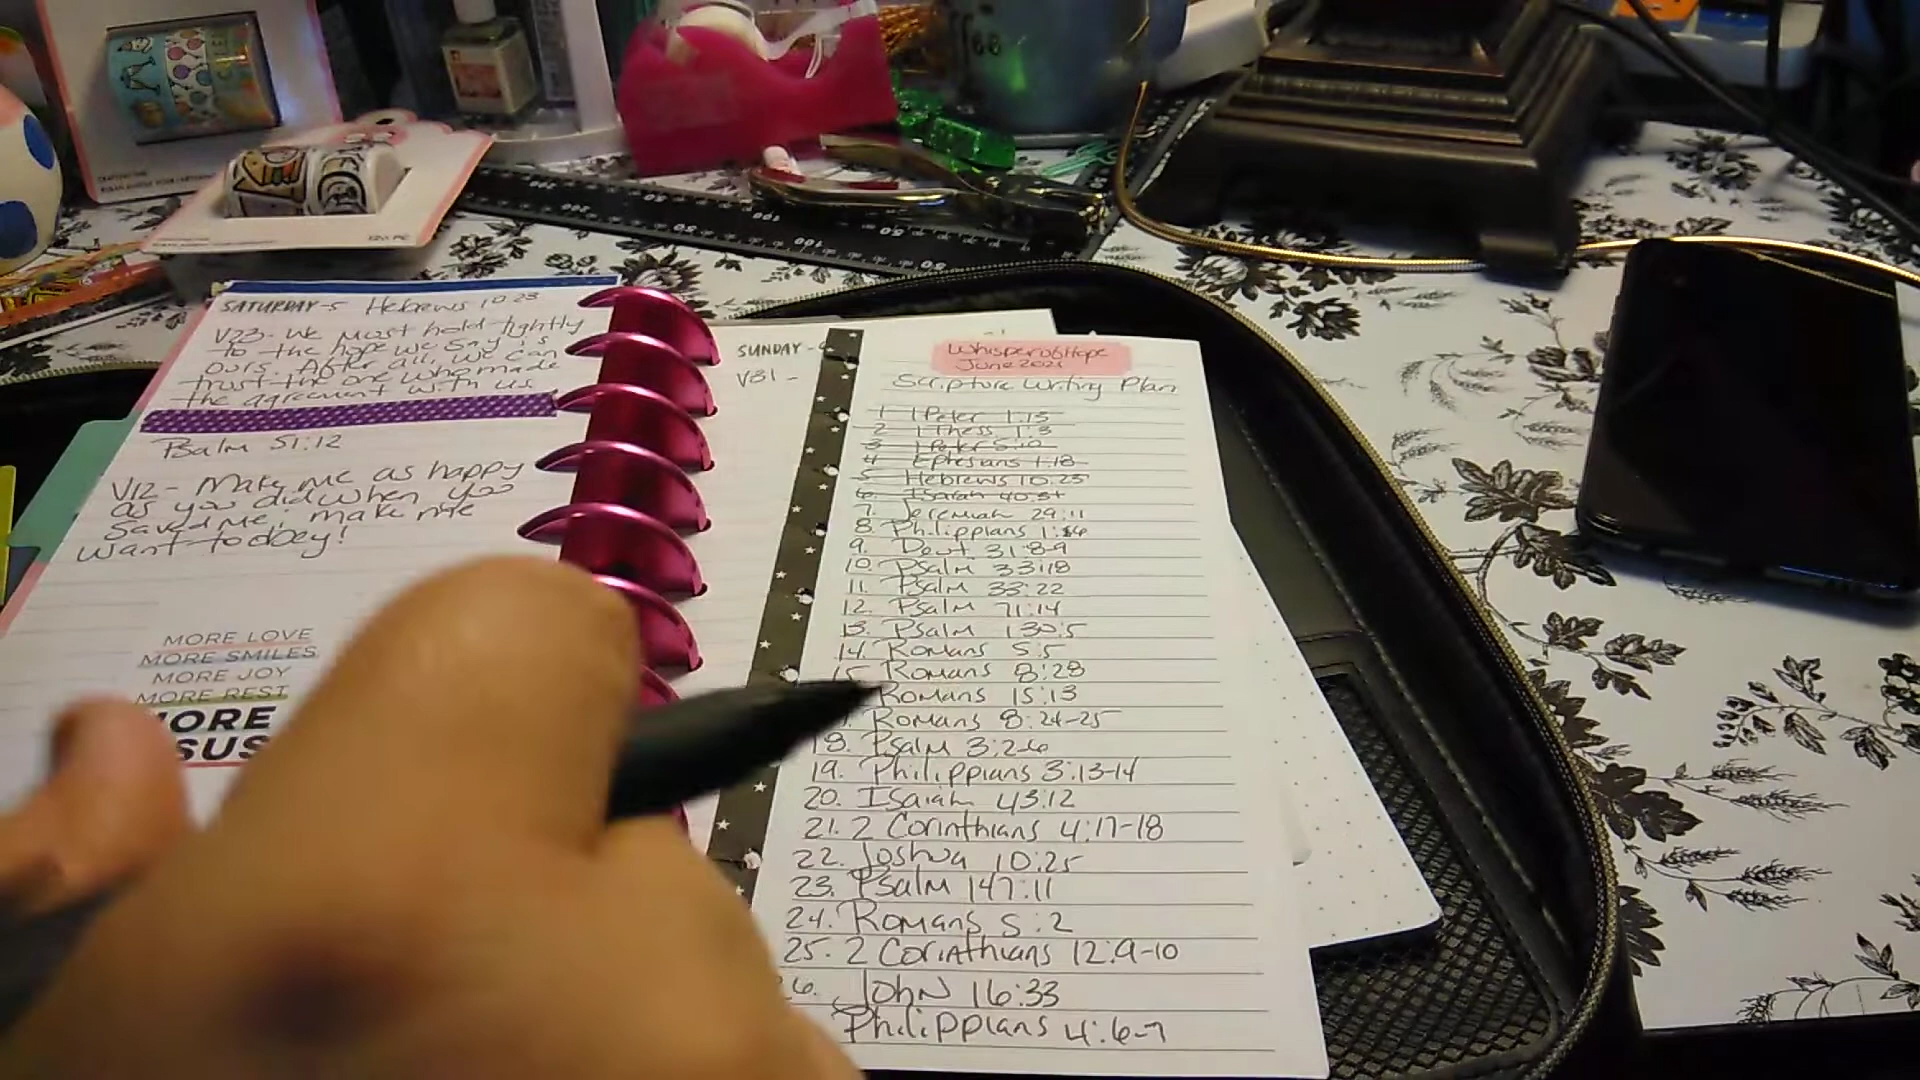 SATURDAY-5 Hebrews 10:23
V23- We must hold tightly
to the hope we say is
ours. After all, we can
trust the one who made
the agreement with us.
Psalm 51:12
V12- Make me as happy
as you did when you
saved me; make me
want to obey!
MORE LOVE
MORE SMILES
MORE JOY
MORE REST
SUNDAY -
V31-
Whisper of Hope
June 2021
Scripture Writing Plan
1 1 Peter 1:13
2 1 Thess 1:3
3 1 Peter 5:10
4 Ephesians 1:18
5 Hebrews 10:23
6. Isaiah 40:31
7. Jeremiah 29:11
8. Philippians 1:
9. Deut. 31:8-9
10. Psalm 33:18
11. Psalm 33:22
12. Psalm 71:14
13. Psalm 130:5
14. Romans 5:5
15 Romans 8:28
Romans 15:13
Romans 8:24-25
18. Psalm 3:2-6
19. Philippians 3:13-14
20. Isaiah 43:12
21. 2 Corinthians 4:17-18
22. Joshua 10:25
23. Psalm 147:11
24. Romans 5:2
25. 2 Corinthians 12:9-10
6. John 16:33
Philippians 4:6-7